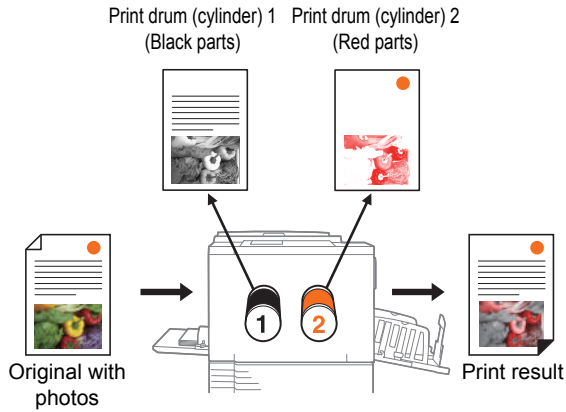 Print drum (cylinder) 1
(Black parts)
Print drum (cylinder) 2
(Red parts)
1
2
Original with
photos
Print result